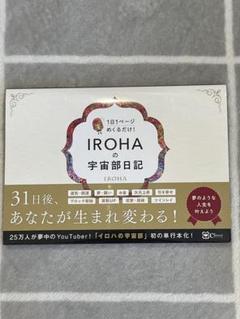 1日1ページ
めくるだけ!
IROHA
の
宇宙部日記
IROHA
31日後、
あなたが生まれ変わる!
夢のような
人生を
叶えよう
25万人が夢中のYouTuber!「イロハの宇宙部」初の単行本化!